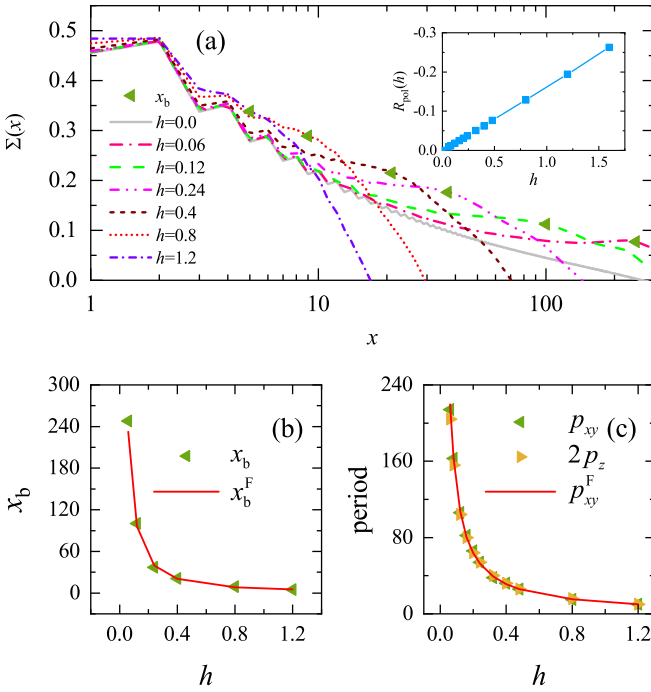 (a)
0.5
0.4
0.3
0.2
0.1
0.0
Σ(x)
x_b
h=0.0
h=0.06
h=0.12
h=0.24
h=0.4
h=0.8
h=1.2
1
10
100
x
-0.3
-0.2
-0.1
0.0
R_pol(h)
0.0
0.5
1.0
1.5
h
(b)
300
240
180
120
60
0
x_b
x_b
x_b^F
0.0
0.4
0.8
1.2
h
(c)
240
160
80
0
period
p_xy
2p_z
p_xy^F
0.0
0.4
0.8
1.2
h